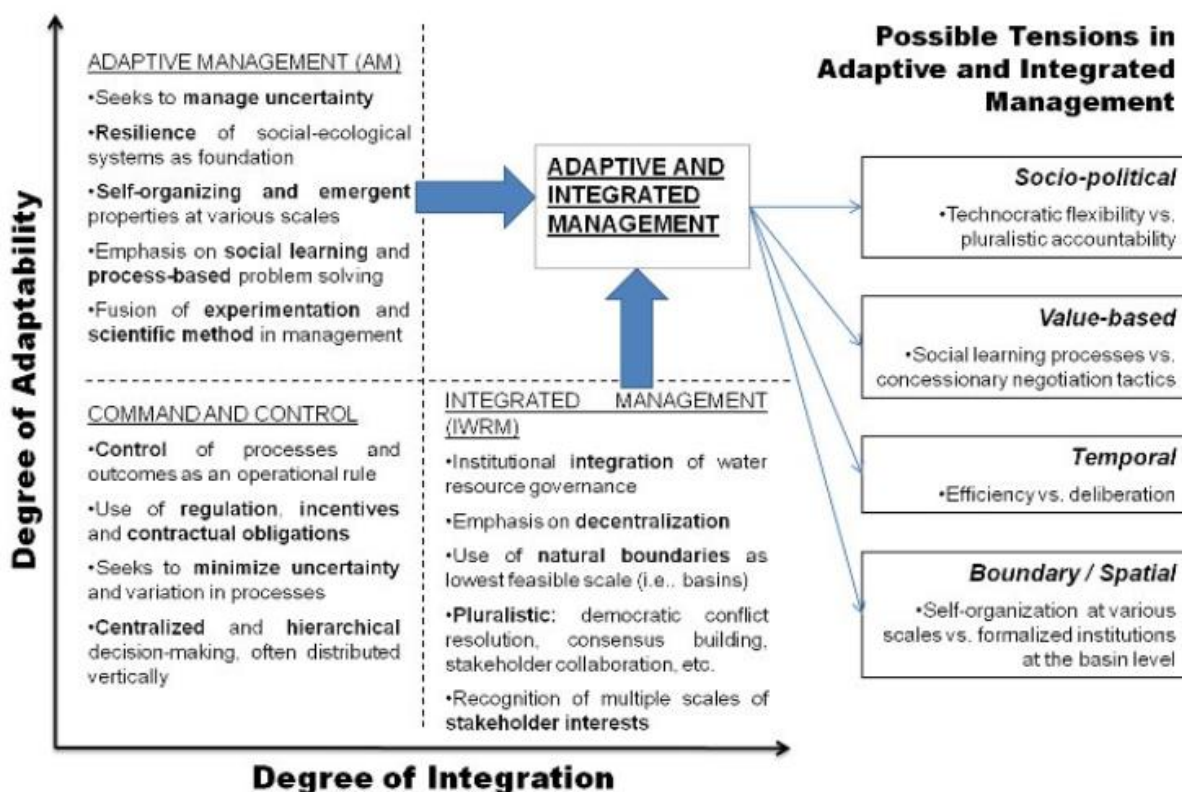 Degree of Adaptability
ADAPTIVE MANAGEMENT (AM)
•Seeks to manage uncertainty
•Resilience of social-ecological
systems as foundation
•Self-organizing and emergent
properties at various scales
•Emphasis on social learning and
process-based problem solving
•Fusion of experimentation and
scientific method in management
COMMAND AND CONTROL
•Control of processes and
outcomes as an operational rule
•Use of regulation, incentives
and contractual obligations
•Seeks to minimize uncertainty
and variation in processes
•Centralized and hierarchical
decision-making, often distributed
vertically
ADAPTIVE AND
INTEGRATED
MANAGEMENT
INTEGRATED MANAGEMENT
(IWRM)
•Institutional integration of water
resource governance
•Emphasis on decentralization
•Use of natural boundaries as
lowest feasible scale (i.e.. basins)
•Pluralistic: democratic conflict
resolution, consensus building,
stakeholder collaboration, etc.
•Recognition of multiple scales of
stakeholder interests
Degree of Integration
Possible Tensions in
Adaptive and Integrated
Management
Socio-political
•Technocratic flexibility vs.
pluralistic accountability
Value-based
•Social learning processes vs.
concessionary negotiation tactics
Temporal
•Efficiency vs. deliberation
Boundary / Spatial
•Self-organization at various
scales vs. formalized institutions
at the basin level